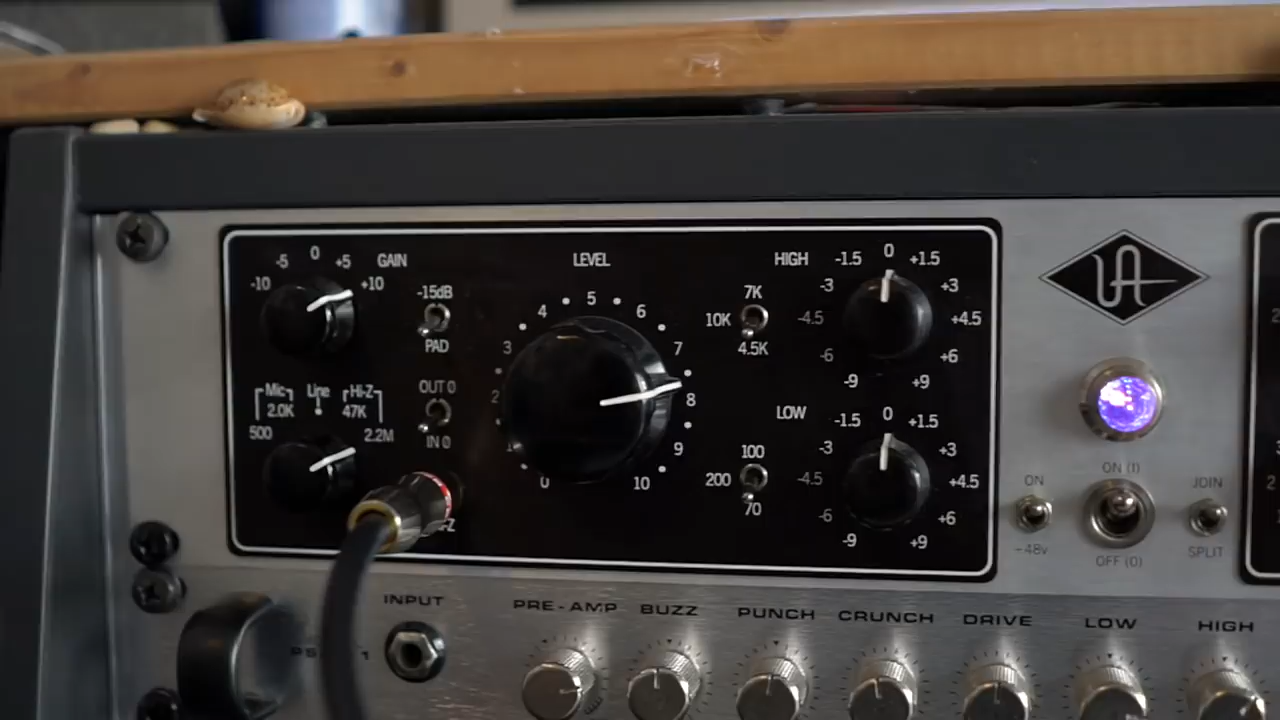 GAIN
-10 -5 0 +5 +10
-15dB
PAD
Mic Line Hi-Z
2.0K 47K
500 2.2M
OUT 0
IN 0
LEVEL
0 2 3 4 5 6 7 8 9 10
7K
10K
4.5K
HIGH
-9 -6 -4.5 -3 -1.5 0 +1.5 +3 +4.5 +6 +9
LOW
100
200
70
-9 -6 -4.5 -3 -1.5 0 +1.5 +3 +4.5 +6 +9
UA
ON
-48v
ON (1)
OFF (0)
JOIN
SPLIT
INPUT
PRE-AMP BUZZ PUNCH CRUNCH DRIVE LOW HIGH